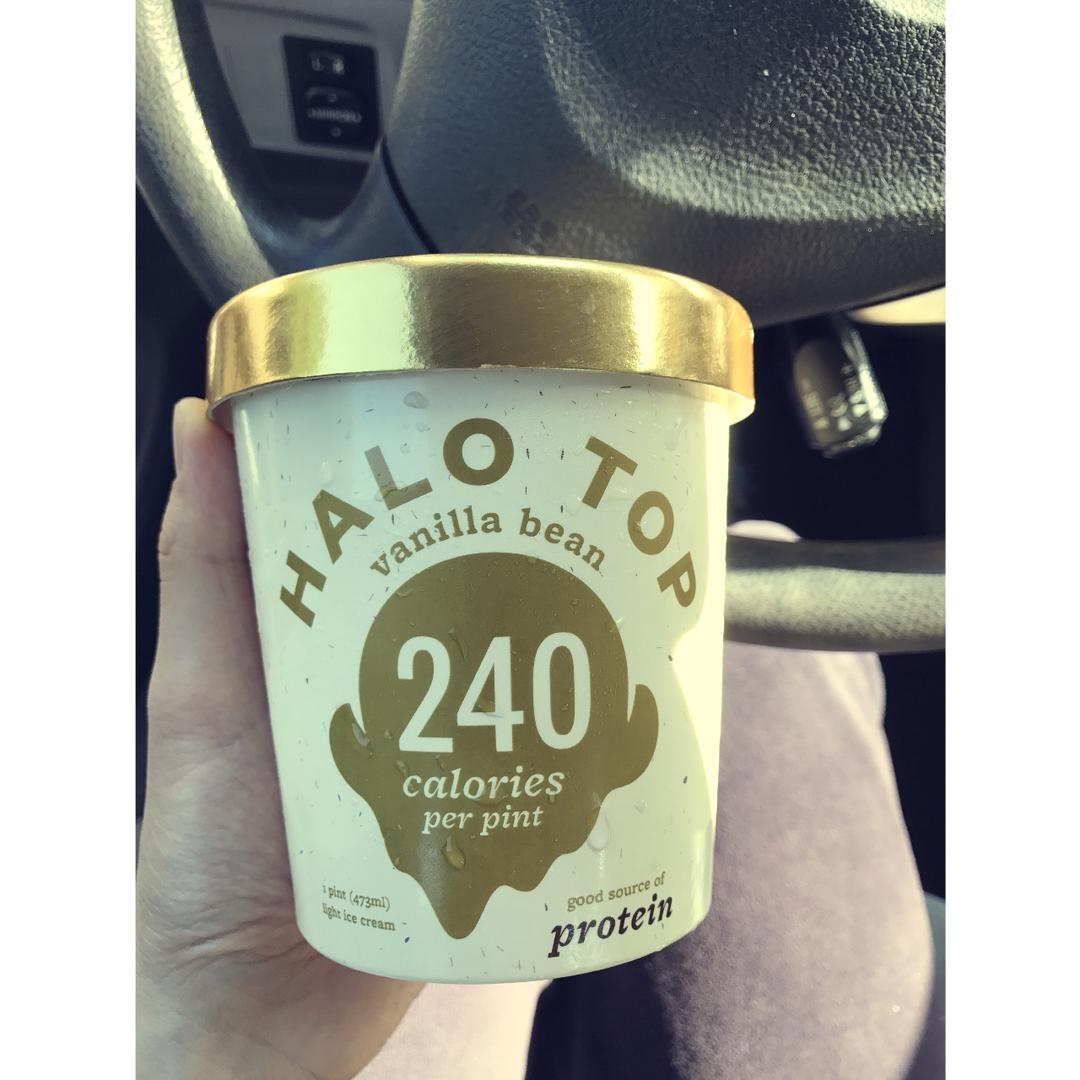 HALO TOP
vanilla bean
240
calories
per pint
1 pint (473ml)
light ice cream
good source of
protein